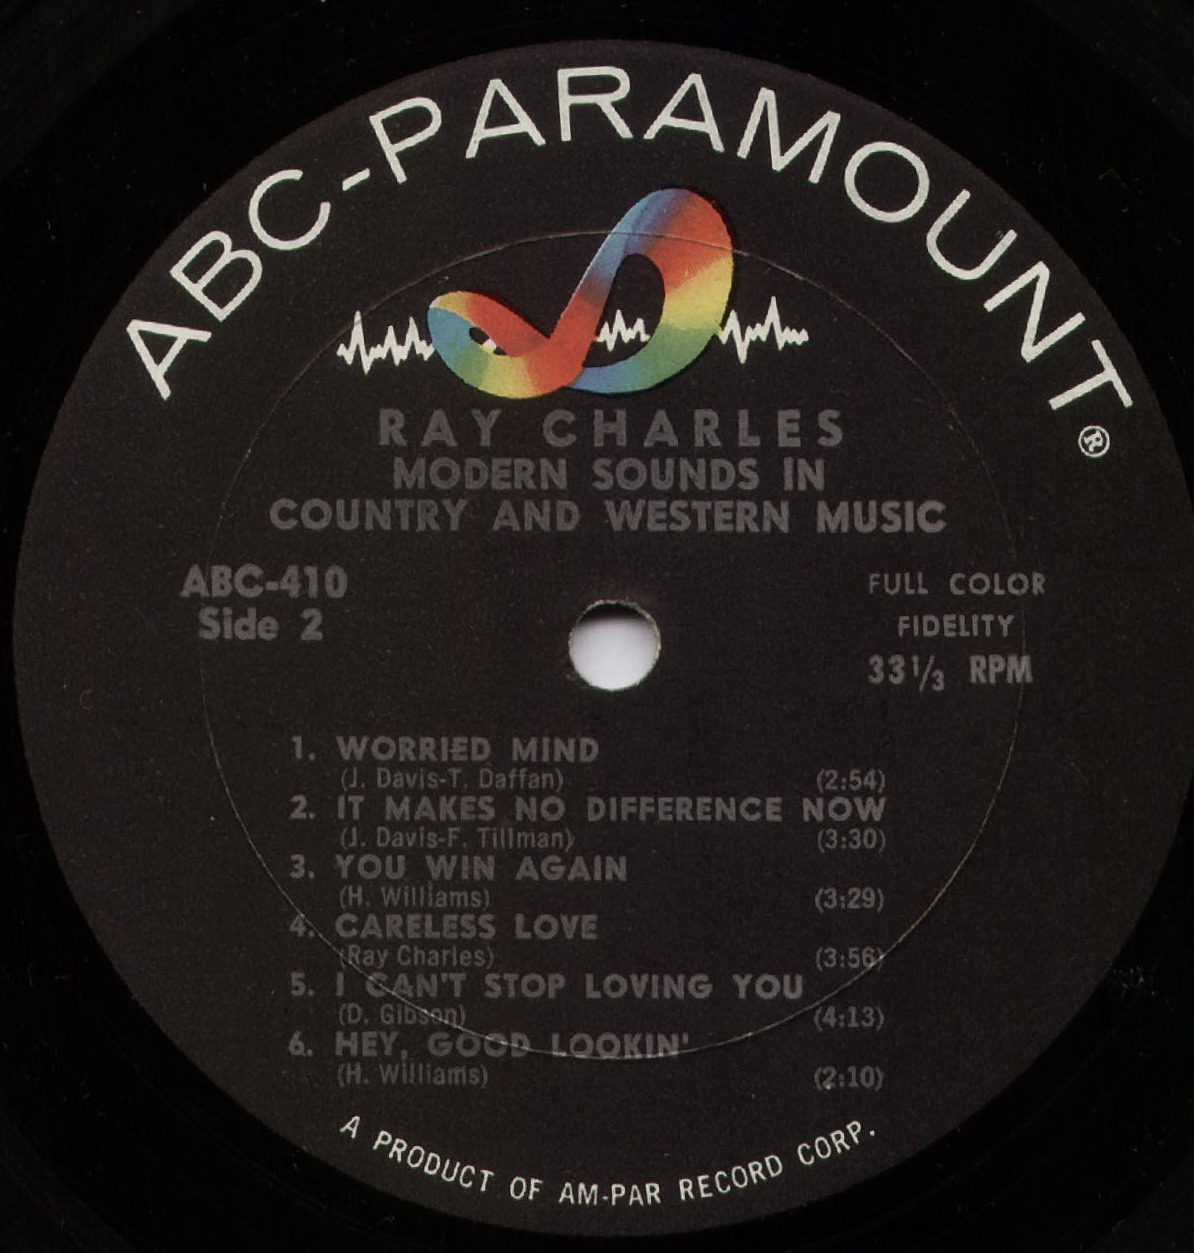 ABC-PARAMOUNT®
RAY CHARLES
MODERN SOUNDS IN
COUNTRY AND WESTERN MUSIC
ABC-410
Side 2
FULL COLOR
FIDELITY
33 1/3 RPM
1. WORRIED MIND
(J. Davis-T. Daffan) (2:54)
2. IT MAKES NO DIFFERENCE NOW
(J. Davis-F. Tillman) (3:30)
3. YOU WIN AGAIN
(H. Williams) (3:29)
4. CARELESS LOVE
(Ray Charles) (3:56)
5. I CAN'T STOP LOVING YOU
(D. Gibson) (4:13)
6. HEY, GOOD LOOKIN'
(H. Williams) (2:10)
A PRODUCT OF AM-PAR RECORD CORP.